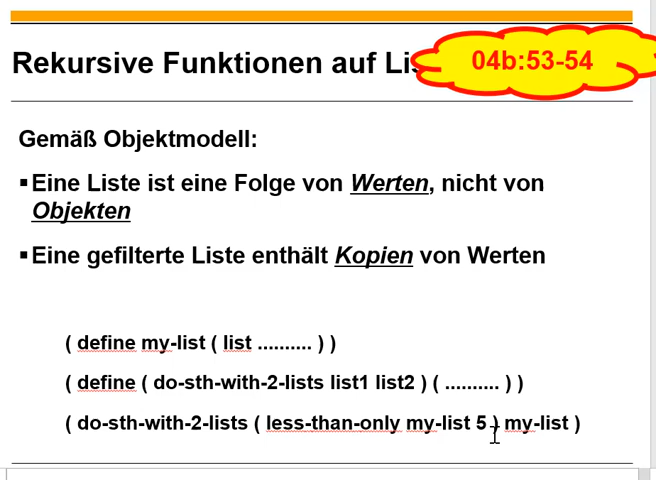 Rekursive Funktionen auf
04b:53-54
Gemäß Objektmodell:
▪Eine Liste ist eine Folge von Werten, nicht von
Objekten
▪Eine gefilterte Liste enthält Kopien von Werten
( define my-list ( list .......... ) )
( define ( do-sth-with-2-lists list1 list2 ) ( .......... ) )
( do-sth-with-2-lists ( less-than-only my-list 5 ) my-list )